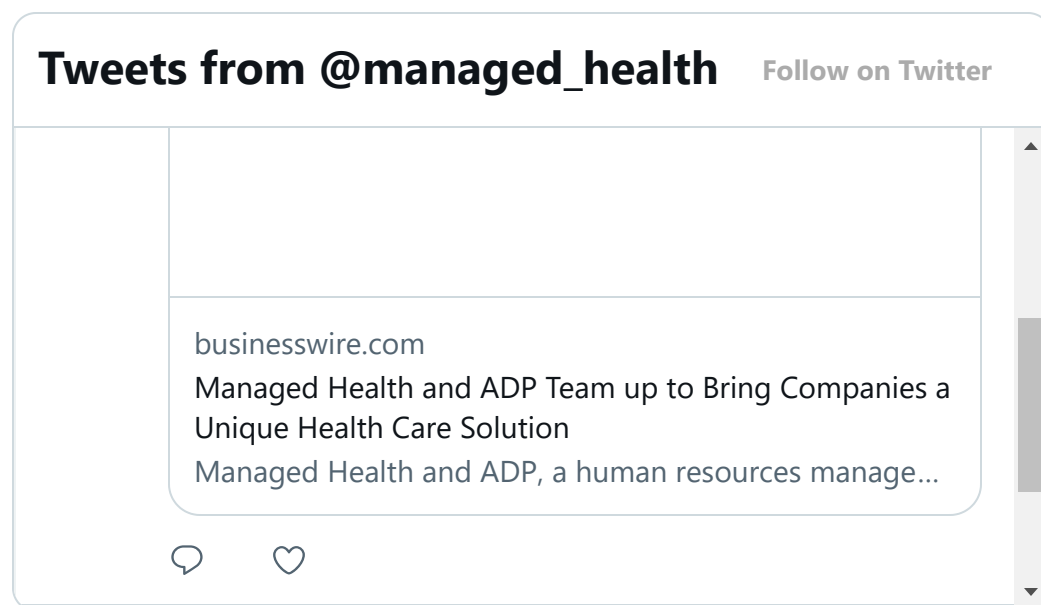 Tweets from @managed_health Follow on Twitter
businesswire.com
Managed Health and ADP Team up to Bring Companies a
Unique Health Care Solution
Managed Health and ADP, a human resources manage...